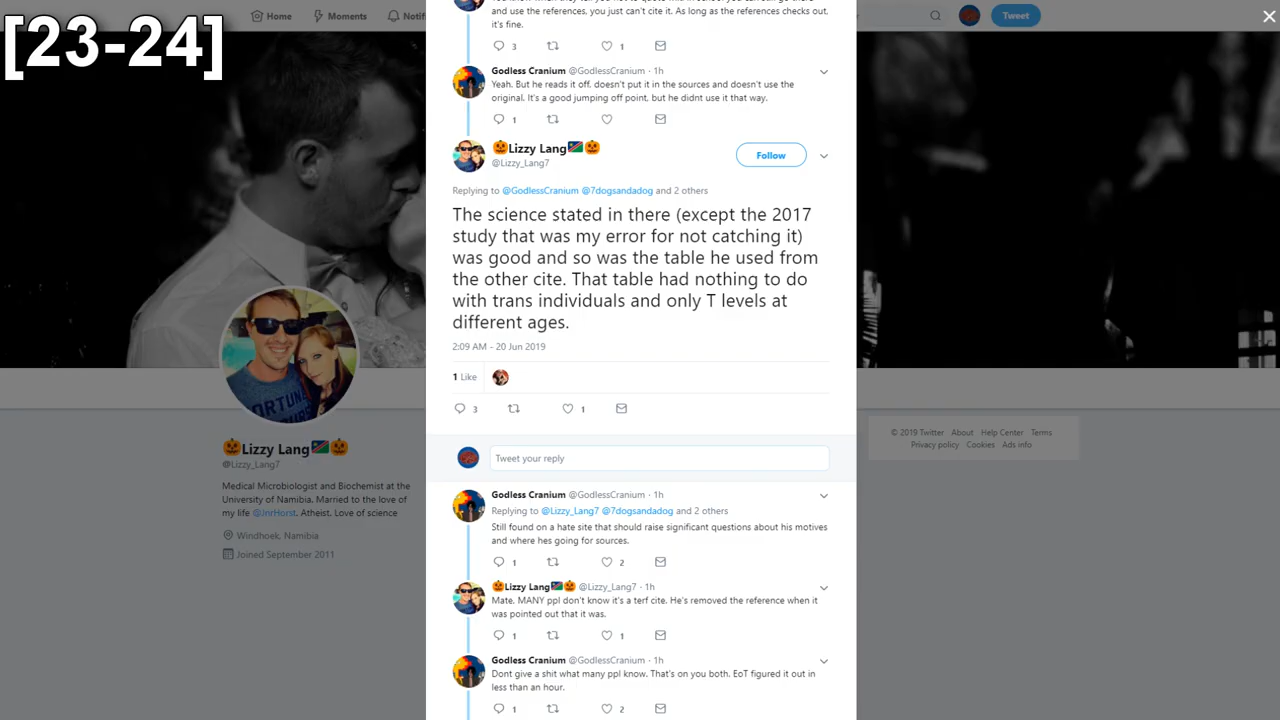 [23-24]
Home
Moments
Tweet
and use the references, you just can't cite it. As long as the references checks out,
it's fine.
3
1
Godless Cranium @GodlessCranium · 1h
Yeah. But he reads it off, doesn't put it in the sources and doesn't use the
original. It's a good jumping off point, but he didnt use it that way.
1
🎃Lizzy Lang🇳🇦🎃
@Lizzy_Lang7
Follow
Replying to @GodlessCranium @7dogsandadog and 2 others
The science stated in there (except the 2017
study that was my error for not catching it)
was good and so was the table he used from
the other cite. That table had nothing to do
with trans individuals and only T levels at
different ages.
2:09 AM - 20 Jun 2019
1 Like
3
1
Tweet your reply
Godless Cranium @GodlessCranium · 1h
Replying to @Lizzy_Lang7 @7dogsandadog and 2 others
Still found on a hate site that should raise significant questions about his motives
and where hes going for sources.
1
2
🎃Lizzy Lang🇳🇦🎃 @Lizzy_Lang7 · 1h
Mate. MANY ppl don't know it's a terf cite. He's removed the reference when it
was pointed out that it was.
1
1
Godless Cranium @GodlessCranium · 1h
Dont give a shit what many ppl know. That's on you both. EoT figured it out in
less than an hour.
1
2
🎃Lizzy Lang🇳🇦🎃
@Lizzy_Lang7
Medical Microbiologist and Biochemist at the
University of Namibia. Married to the love of
my life @JnrHorst. Atheist. Love of science
Windhoek, Namibia
Joined September 2011
© 2019 Twitter About Help Center Terms
Privacy policy Cookies Ads info